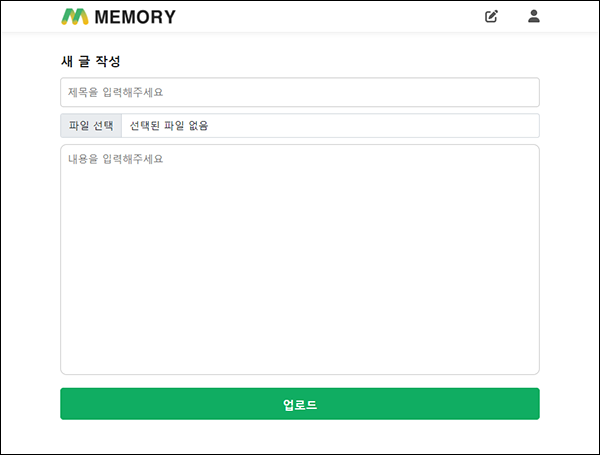 MEMORY
새 글 작성
제목을 입력해주세요
파일 선택 선택된 파일 없음
내용을 입력해주세요
업로드